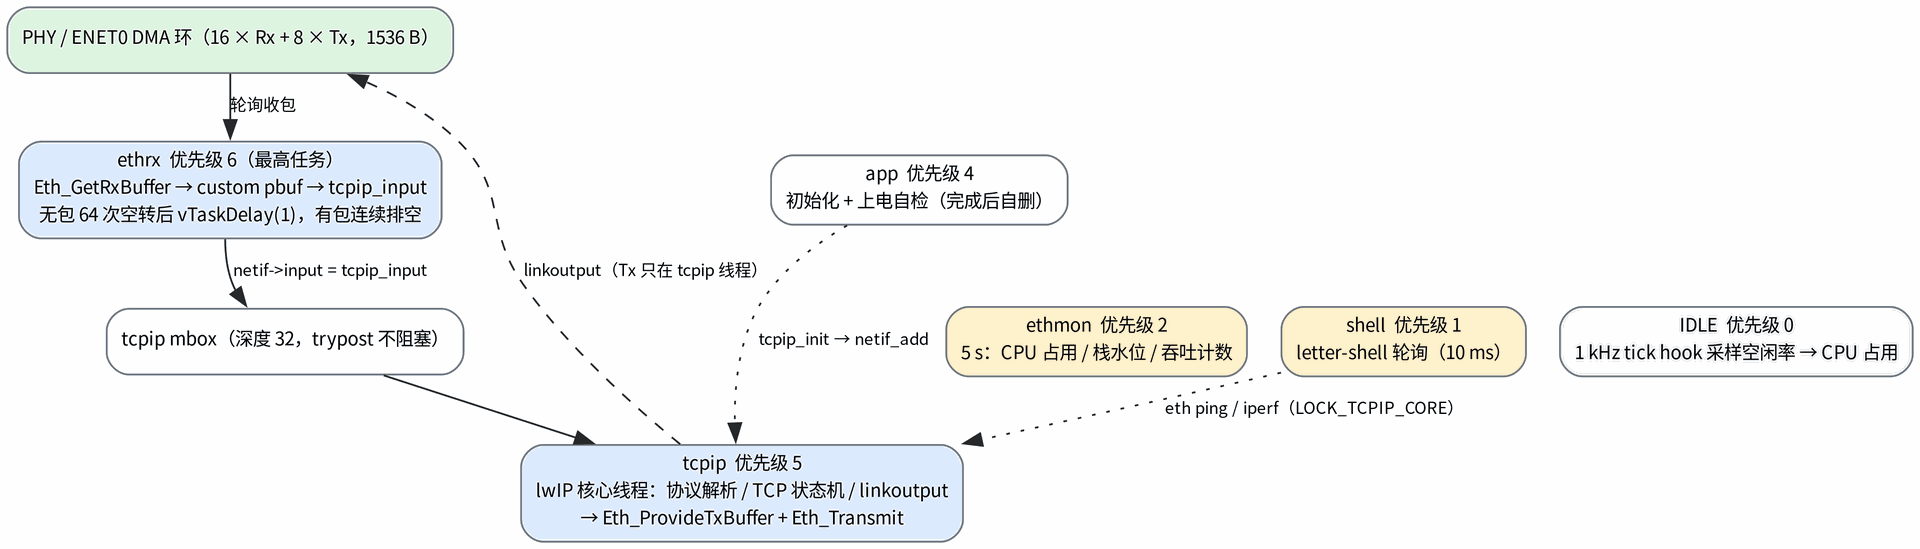 PHY / ENET0 DMA 环（16 × Rx + 8 × Tx，1536 B）
轮询收包
ethrx 优先级 6（最高任务）
Eth_GetRxBuffer → custom pbuf → tcpip_input
无包 64 次空转后 vTaskDelay(1)，有包连续排空
app 优先级 4
初始化 + 上电自检（完成后自删）
netif->input = tcpip_input
linkoutput（Tx 只在 tcpip 线程）
tcpip mbox（深度 32，trypost 不阻塞）
tcpip_init → netif_add
ethmon 优先级 2
5 s：CPU 占用 / 栈水位 / 吞吐计数
shell 优先级 1
letter-shell 轮询（10 ms）
IDLE 优先级 0
1 kHz tick hook 采样空闲率 → CPU 占用
eth ping / iperf（LOCK_TCPIP_CORE）
tcpip 优先级 5
lwIP 核心线程：协议解析 / TCP 状态机 / linkoutput
→ Eth_ProvideTxBuffer + Eth_Transmit